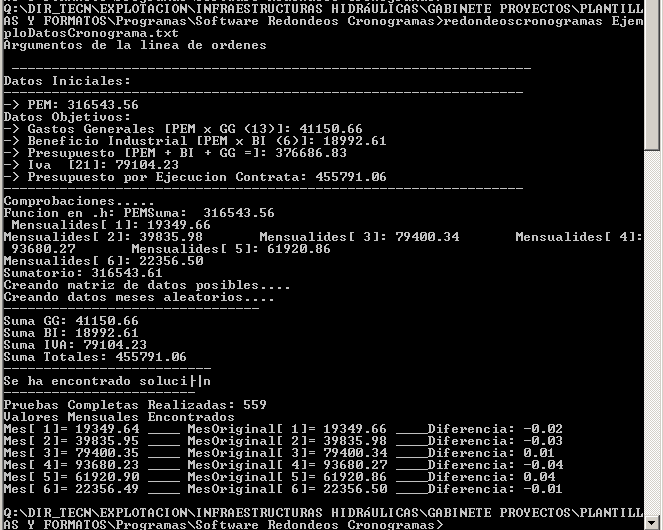 Q:\DIR_TECN\EXPLOTACION\INFRAESTRUCTURAS HIDRÁULICAS\GABINETE PROYECTOS\PLANTILL
AS Y FORMATOS\Programas\Software Redondeos Cronogramas>redondeoscronogramas Ejem
ploDatosCronograma.txt
Argumentos de la linea de ordenes
----------------------------------------------------------------
Datos Iniciales:
----------------------------------------------------------------
-> PEM: 316543.56
Datos Objetivos:
-> Gastos Generales [PEM x GG (13)]: 41150.66
-> Beneficio Industrial [PEM x BI (6)]: 18992.61
-> Presupuesto [PEM + BI + GG =]: 376686.83
-> Iva  [21]: 79104.23
-> Presupuesto por Ejecucion Contrata: 455791.06
----------------------------------------------------------------
Comprobaciones.....
Funcion en .h: PEMSuma:  316543.56
 Mensualides[ 1]: 19349.66
Mensualides[ 2]: 39835.98       Mensualides[ 3]: 79400.34       Mensualides[ 4]:
 93680.27       Mensualides[ 5]: 61920.86
Mensualides[ 6]: 22356.50
Sumatorio: 316543.61
Creando matriz de datos posibles....
Creando datos meses aleatorios....
--------------------------------
Suma GG: 41150.66
Suma BI: 18992.61
Suma IVA: 79104.23
Suma Totales: 455791.06
--------------------------
Se ha encontrado soluci├│n
------------------------
Pruebas Completas Realizadas: 559
Valores Mensuales Encontrados
Mes[ 1]= 19349.64 ____ MesOriginal[ 1]= 19349.66 ____Diferencia: -0.02
Mes[ 2]= 39835.95 ____ MesOriginal[ 2]= 39835.98 ____Diferencia: -0.03
Mes[ 3]= 79400.35 ____ MesOriginal[ 3]= 79400.34 ____Diferencia: 0.01
Mes[ 4]= 93680.23 ____ MesOriginal[ 4]= 93680.27 ____Diferencia: -0.04
Mes[ 5]= 61920.90 ____ MesOriginal[ 5]= 61920.86 ____Diferencia: 0.04
Mes[ 6]= 22356.49 ____ MesOriginal[ 6]= 22356.50 ____Diferencia: -0.01
Q:\DIR_TECN\EXPLOTACION\INFRAESTRUCTURAS HIDRÁULICAS\GABINETE PROYECTOS\PLANTILL
AS Y FORMATOS\Programas\Software Redondeos Cronogramas>